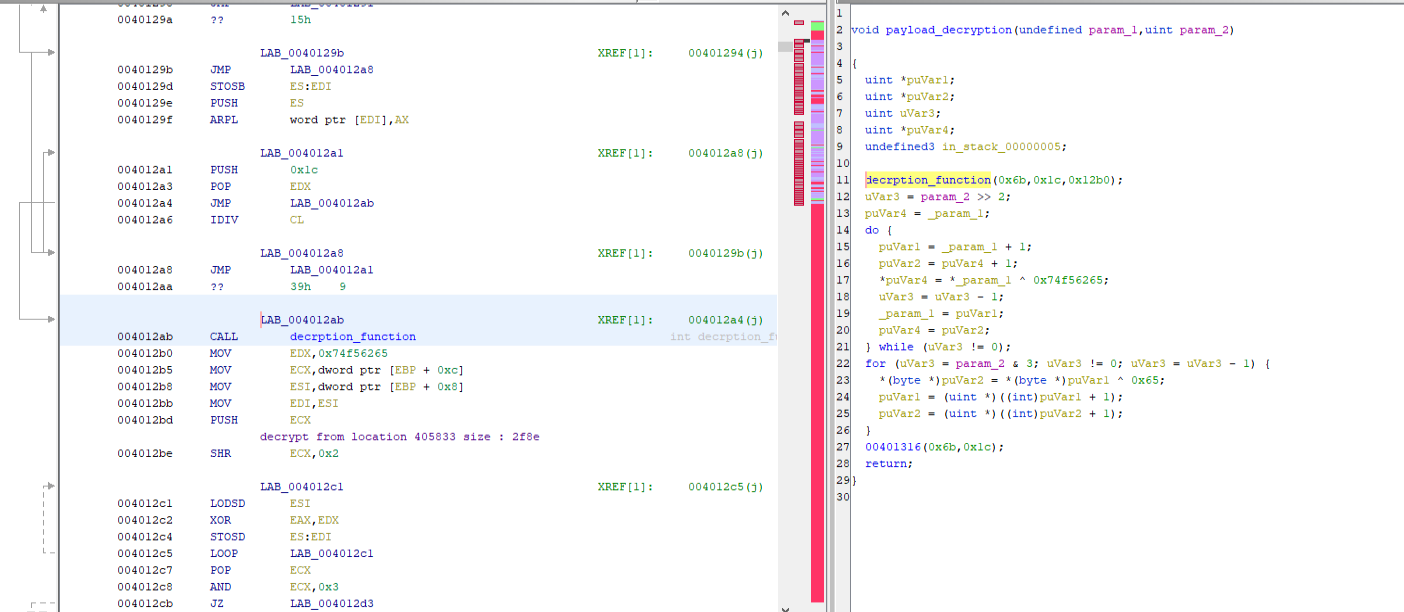 0040129a ?? 15h
LAB_0040129b XREF[1]: 00401294(j)
0040129b JMP LAB_004012a8
0040129d STOSB ES:EDI
0040129e PUSH ES
0040129f ARPL word ptr [EDI],AX
LAB_004012a1 XREF[1]: 004012a8(j)
004012a1 PUSH 0x1c
004012a3 POP EDX
004012a4 JMP LAB_004012ab
004012a6 IDIV CL
LAB_004012a8 XREF[1]: 0040129b(j)
004012a8 JMP LAB_004012a1
004012aa ?? 39h 9
LAB_004012ab XREF[1]: 004012a4(j)
004012ab CALL decrption_function int decrption_f
004012b0 MOV EDX,0x74f56265
004012b5 MOV ECX,dword ptr [EBP + 0xc]
004012b8 MOV ESI,dword ptr [EBP + 0x8]
004012bb MOV EDI,ESI
004012bd PUSH ECX
decrypt from location 405833 size : 2f8e
004012be SHR ECX,0x2
LAB_004012c1 XREF[1]: 004012c5(j)
004012c1 LODSD ESI
004012c2 XOR EAX,EDX
004012c4 STOSD ES:EDI
004012c5 LOOP LAB_004012c1
004012c7 POP ECX
004012c8 AND ECX,0x3
004012cb JZ LAB_004012d3
1
2 void payload_decryption(undefined param_1,uint param_2)
3
4 {
5 uint *puVar1;
6 uint *puVar2;
7 uint uVar3;
8 uint *puVar4;
9 undefined3 in_stack_00000005;
10
11 decrption_function(0x6b,0x1c,0x12b0);
12 uVar3 = param_2 >> 2;
13 puVar4 = _param_1;
14 do {
15 puVar1 = _param_1 + 1;
16 puVar2 = puVar4 + 1;
17 *puVar4 = *_param_1 ^ 0x74f56265;
18 uVar3 = uVar3 - 1;
19 _param_1 = puVar1;
20 puVar4 = puVar2;
21 } while (uVar3 != 0);
22 for (uVar3 = param_2 & 3; uVar3 != 0; uVar3 = uVar3 - 1) {
23 *(byte *)puVar2 = *(byte *)puVar1 ^ 0x65;
24 puVar1 = (uint *)((int)puVar1 + 1);
25 puVar2 = (uint *)((int)puVar2 + 1);
26 }
27 00401316(0x6b,0x1c);
28 return;
29 }
30